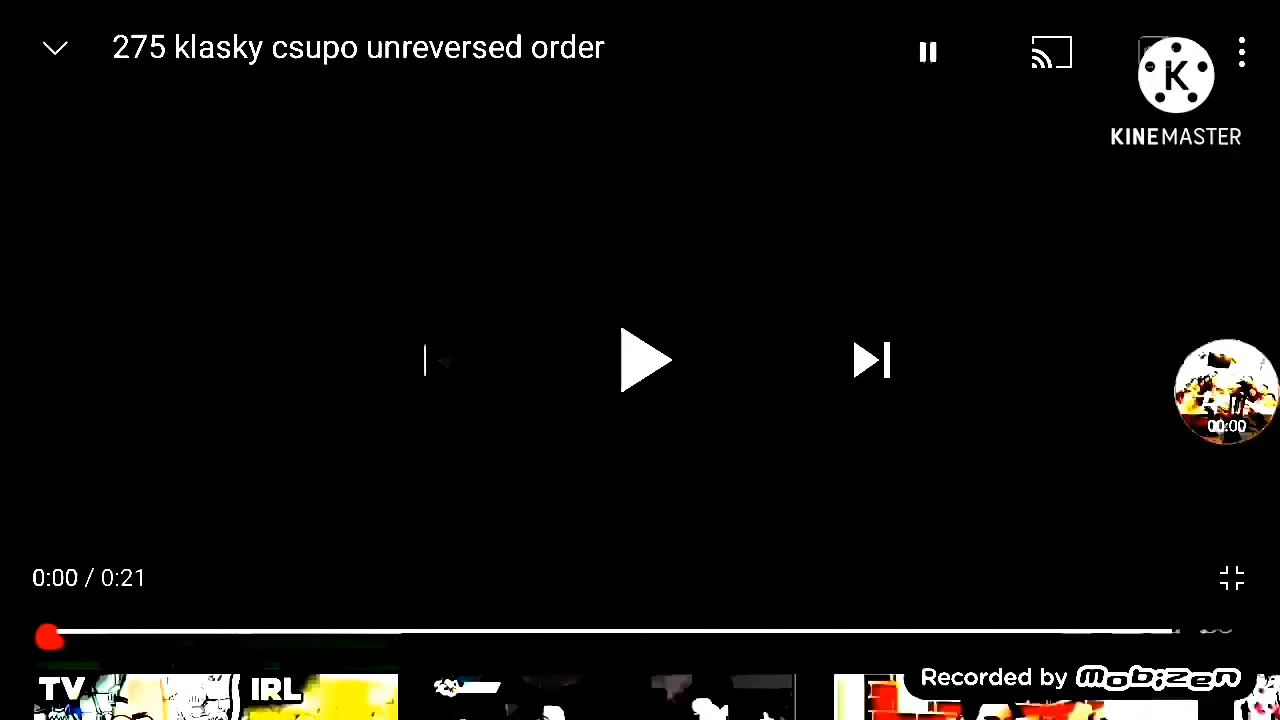 275 klasky csupo unreversed order
K
KINEMASTER
00:00
0:00 / 0:21
Recorded by mobizen
TV
IRL